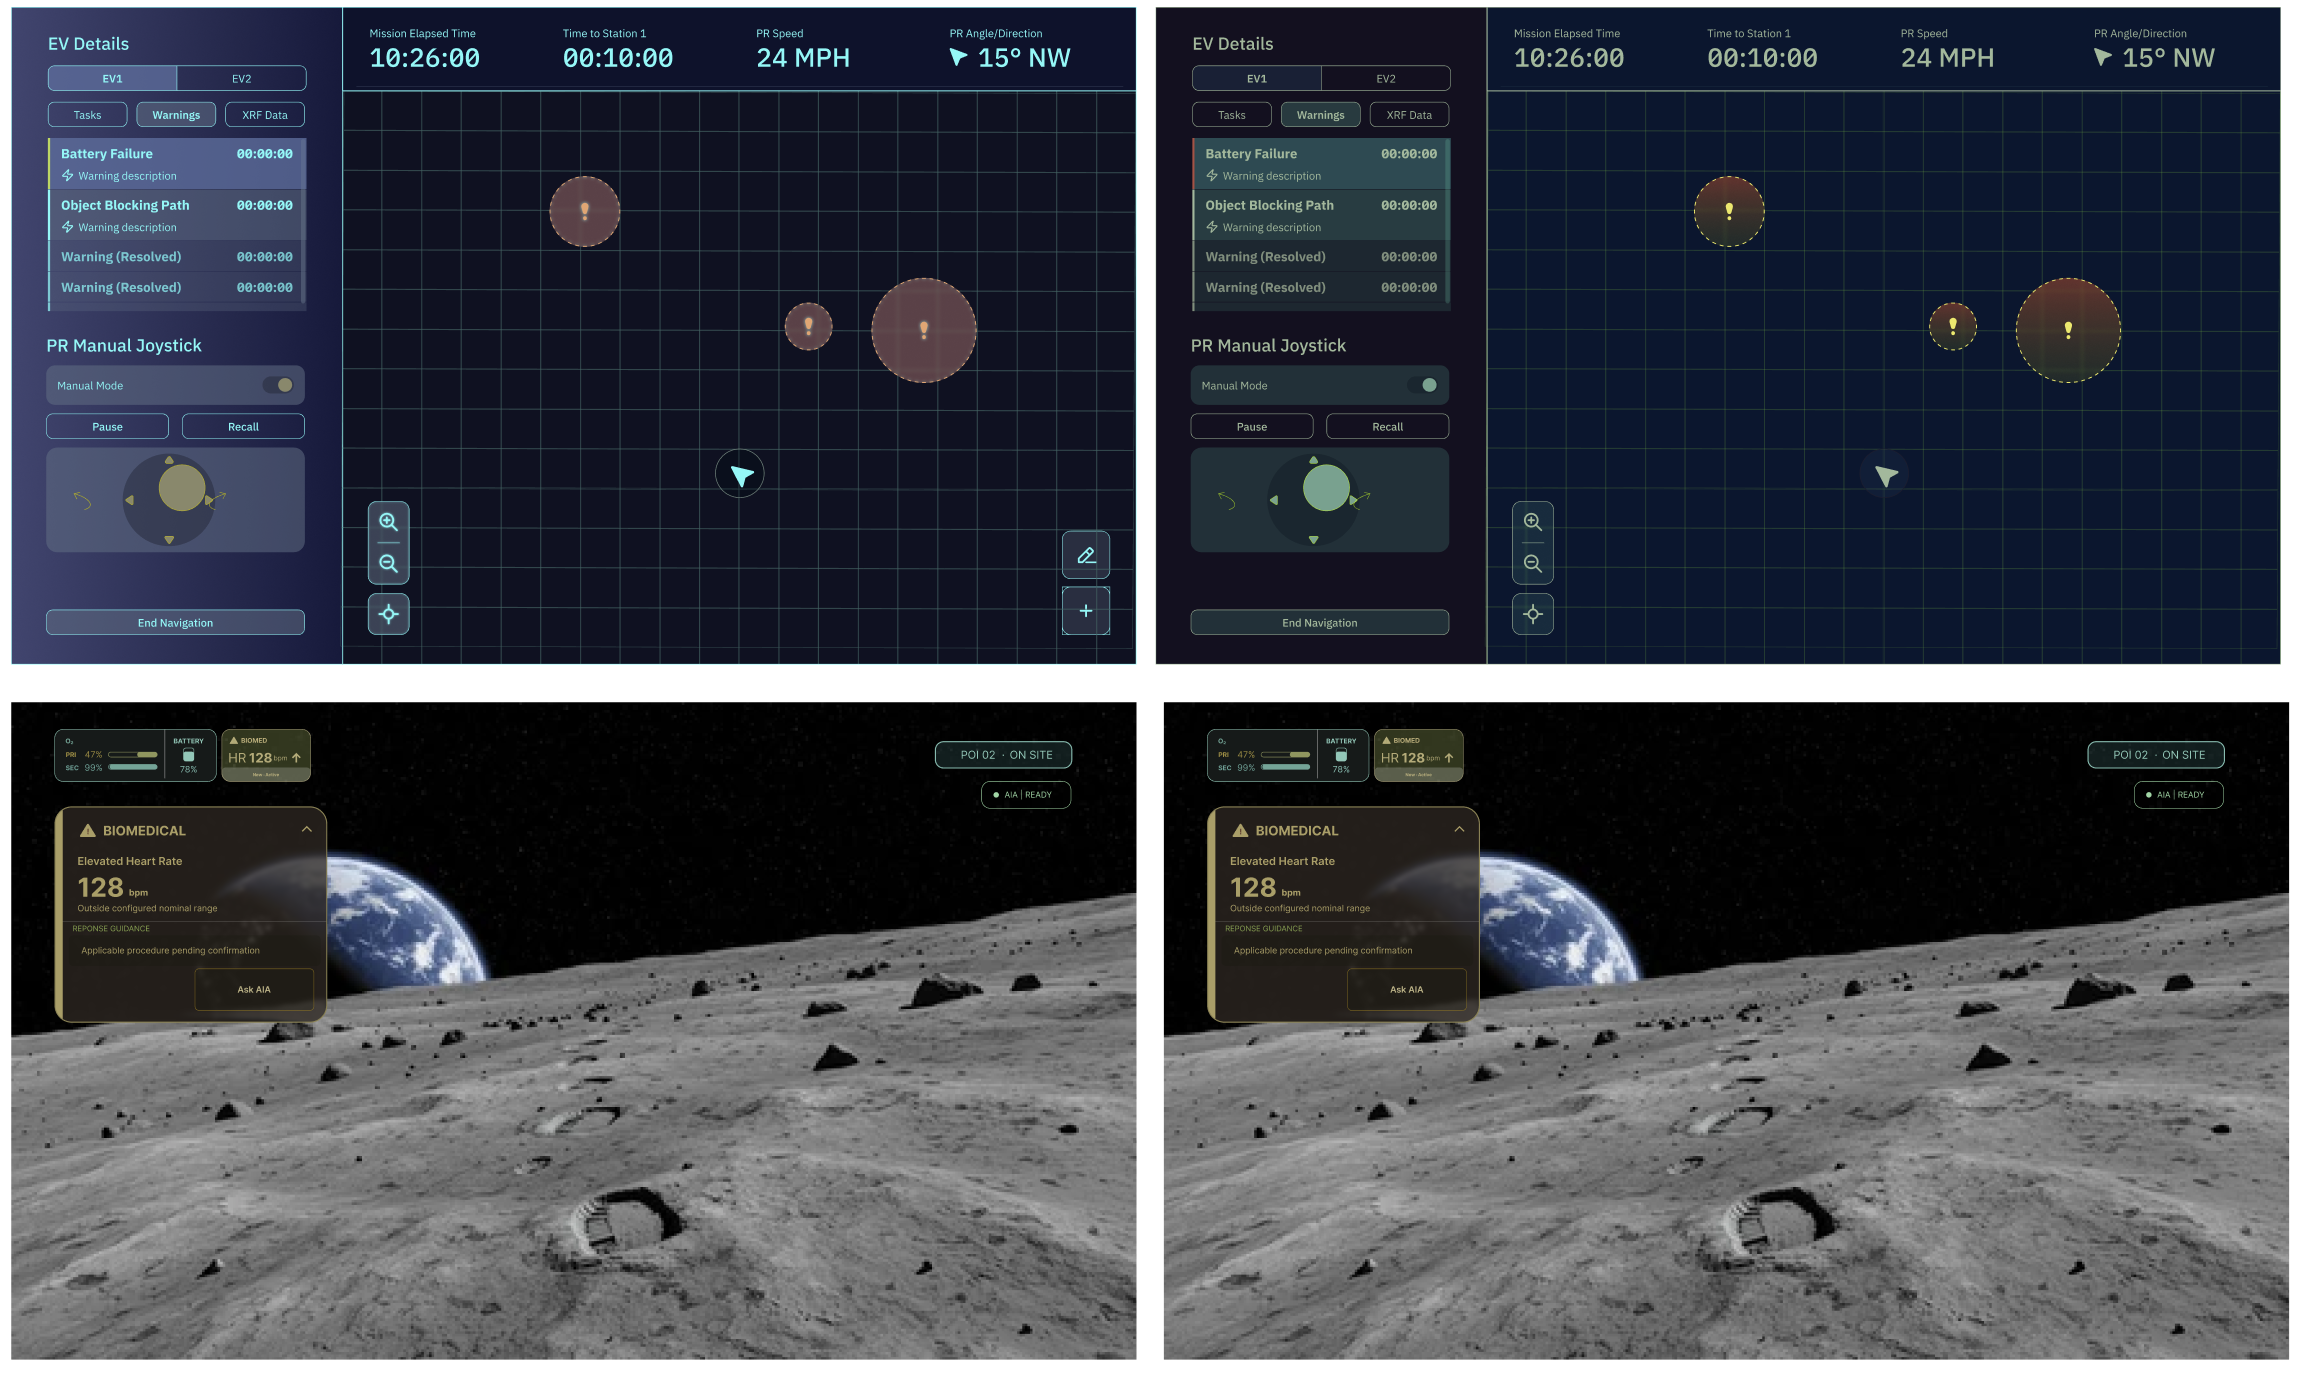 EV Details
EV1
EV2
Tasks
Warnings
XRF Data
Battery Failure 00:00:00
Warning description
Object Blocking Path 00:00:00
Warning description
Warning (Resolved) 00:00:00
Warning (Resolved) 00:00:00
PR Manual Joystick
Manual Mode
Pause
Recall
End Navigation
Mission Elapsed Time
10:26:00
Time to Station 1
00:10:00
PR Speed
24 MPH
PR Angle/Direction
15° NW
!
!
!
EV Details
EV1
EV2
Tasks
Warnings
XRF Data
Battery Failure 00:00:00
Warning description
Object Blocking Path 00:00:00
Warning description
Warning (Resolved) 00:00:00
Warning (Resolved) 00:00:00
PR Manual Joystick
Manual Mode
Pause
Recall
End Navigation
Mission Elapsed Time
10:26:00
Time to Station 1
00:10:00
PR Speed
24 MPH
PR Angle/Direction
15° NW
!
!
!
O₂
PRI 47%
SEC 99%
BATTERY
78%
BIOMED
HR 128 bpm
New · Active
POI 02 · ON SITE
AIA | READY
BIOMEDICAL
Elevated Heart Rate
128 bpm
Outside configured nominal range
REPONSE GUIDANCE
Applicable procedure pending confirmation
Ask AIA
O₂
PRI 47%
SEC 99%
BATTERY
78%
BIOMED
HR 128 bpm
New · Active
POI 02 · ON SITE
AIA | READY
BIOMEDICAL
Elevated Heart Rate
128 bpm
Outside configured nominal range
REPONSE GUIDANCE
Applicable procedure pending confirmation
Ask AIA